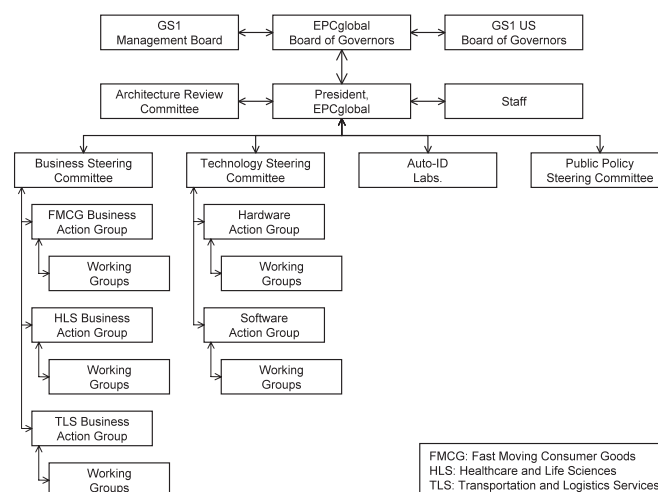 GS1
Management Board
EPCglobal
Board of Governors
GS1 US
Board of Governors
Architecture Review
Committee
President,
EPCglobal
Staff
Business Steering
Committee
Technology Steering
Committee
Auto-ID
Labs.
Public Policy
Steering Committee
FMCG Business
Action Group
Hardware
Action Group
Working
Groups
Working
Groups
HLS Business
Action Group
Software
Action Group
Working
Groups
Working
Groups
TLS Business
Action Group
Working
Groups
FMCG: Fast Moving Consumer Goods
HLS: Healthcare and Life Sciences
TLS: Transportation and Logistics Services